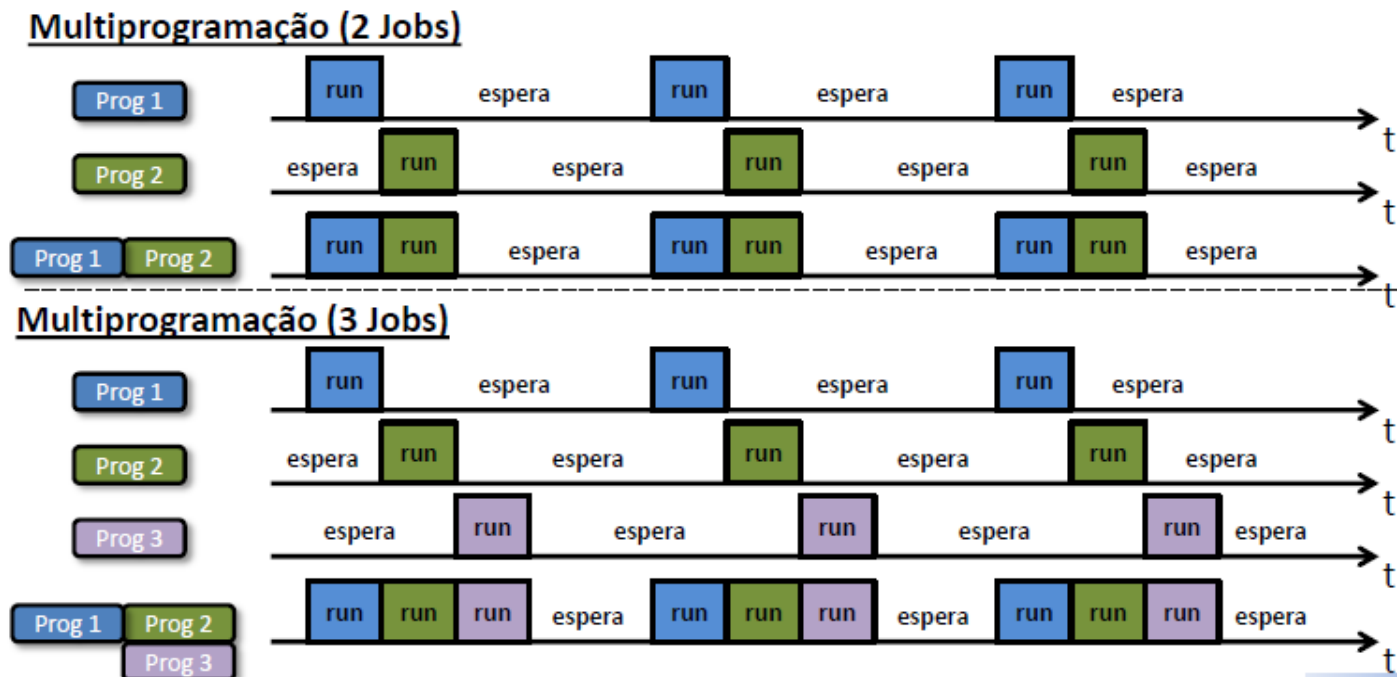 Multiprogramação (2 Jobs)
Prog 1 run espera run espera run espera
t
Prog 2 espera run espera run espera run espera
t
Prog 1 Prog 2 run run espera run run espera run run espera
t
Multiprogramação (3 Jobs)
Prog 1 run espera run espera run espera
t
Prog 2 espera run espera run espera run espera
t
Prog 3 espera run espera run espera run espera
t
Prog 1 Prog 2 run run run espera run run run espera run run run espera
Prog 3 t